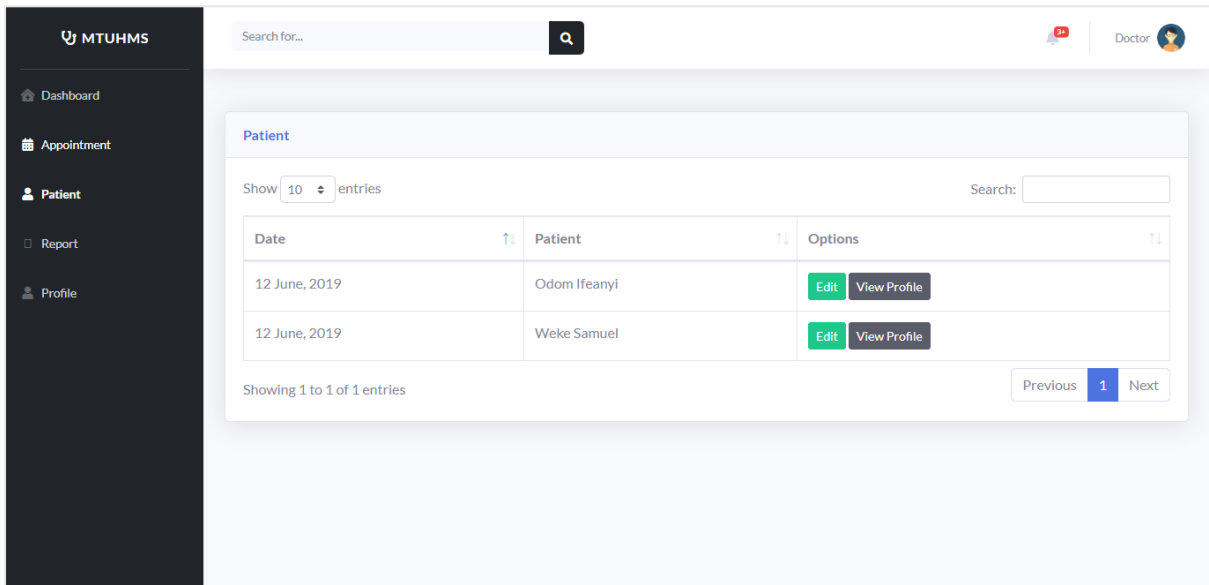 MTUHMS
Search for...
3+
Doctor
Dashboard
Appointment
Patient
Report
Profile
Patient
Show 10 entries
Search:
Date Patient Options
12 June, 2019 Odom Ifeanyi Edit View Profile
12 June, 2019 Weke Samuel Edit View Profile
Showing 1 to 1 of 1 entries
Previous 1 Next